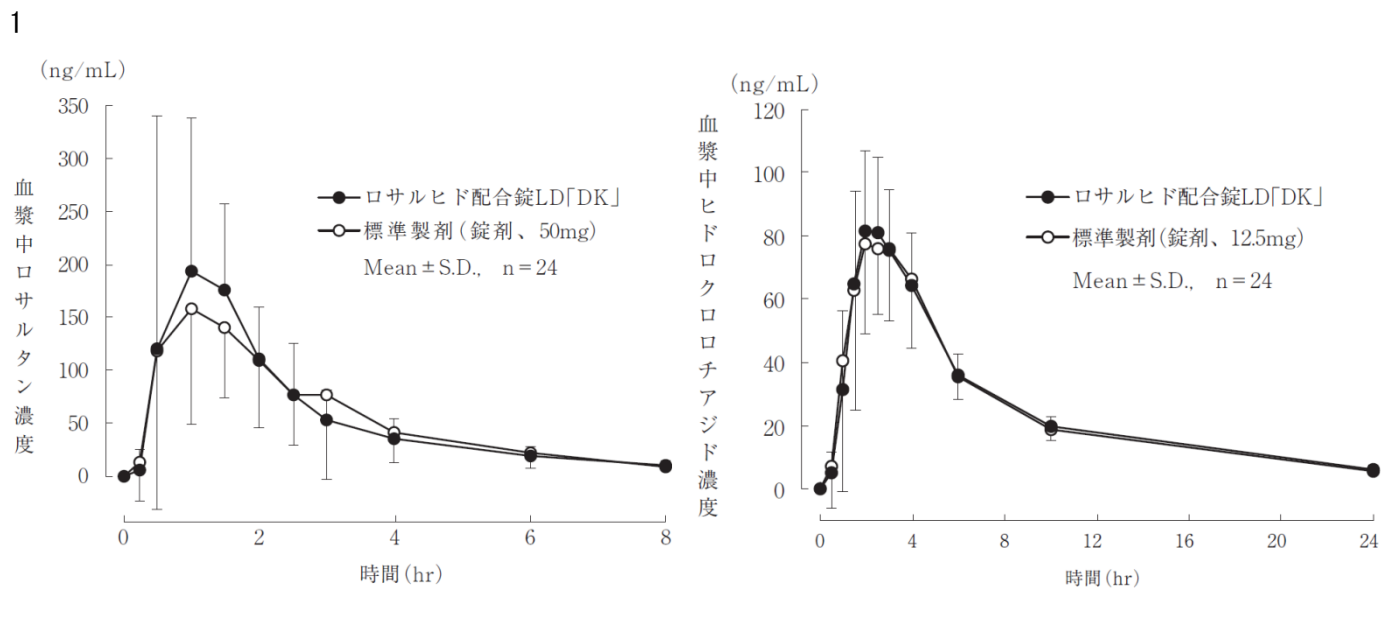 1
(ng/mL)
350
300
250
200
150
100
50
0
血漿中ロサルタン濃度
ロサルヒド配合錠LD「DK」
標準製剤(錠剤、50mg)
Mean±S.D., n=24
0 2 4 6 8
時間(hr)
(ng/mL)
120
100
80
60
40
20
0
血漿中ヒドロクロロチアジド濃度
ロサルヒド配合錠LD「DK」
標準製剤(錠剤、12.5mg)
Mean±S.D., n=24
0 4 8 12 16 20 24
時間(hr)